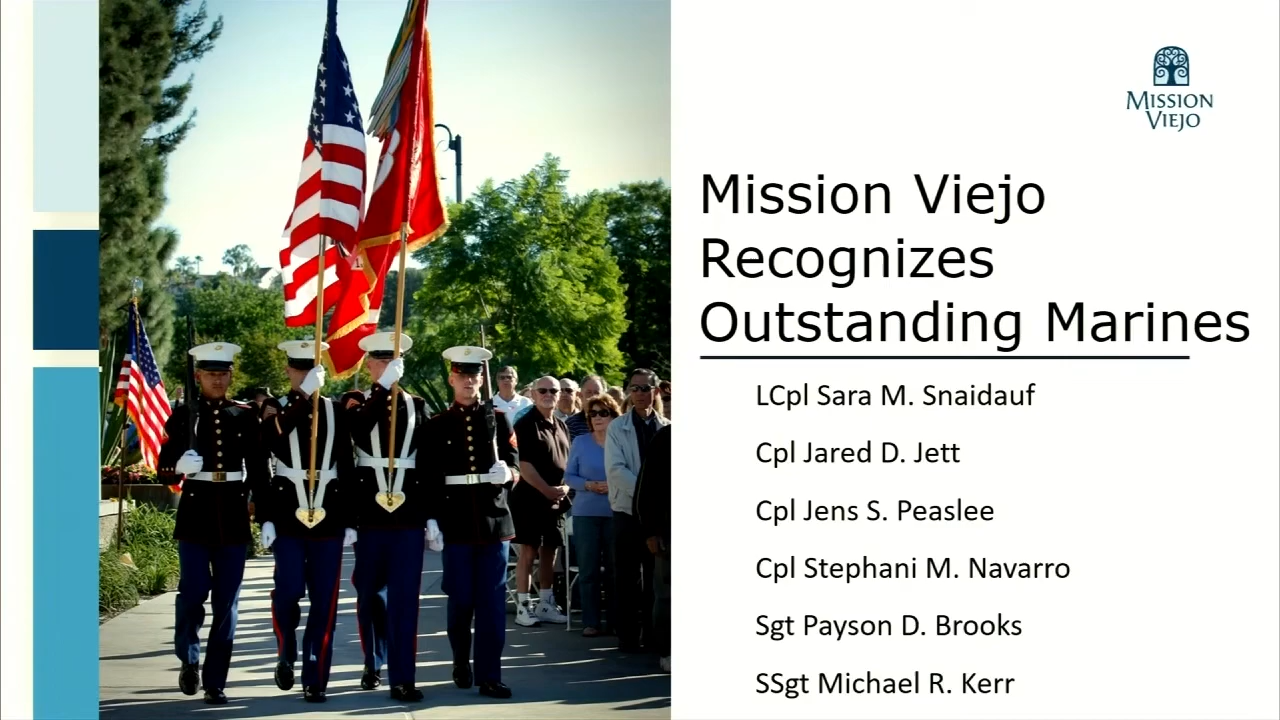 MISSION
VIEJO
Mission Viejo
Recognizes
Outstanding Marines
LCpl Sara M. Snaidauf
Cpl Jared D. Jett
Cpl Jens S. Peaslee
Cpl Stephani M. Navarro
Sgt Payson D. Brooks
SSgt Michael R. Kerr